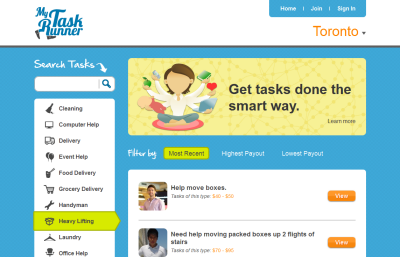 My Task Runner
Home | Join | Sign In
Toronto
Search Tasks
Cleaning
Computer Help
Delivery
Event Help
Food Delivery
Grocery Delivery
Handyman
Heavy Lifting
Laundry
Office Help
Get tasks done the
smart way.
Learn more
Filter by
Most Recent
Highest Payout
Lowest Payout
Help move boxes.
Tasks of this type: $40 - $50
View
Need help moving packed boxes up 2 flights of
stairs
Tasks of this type: $70 - $80
View